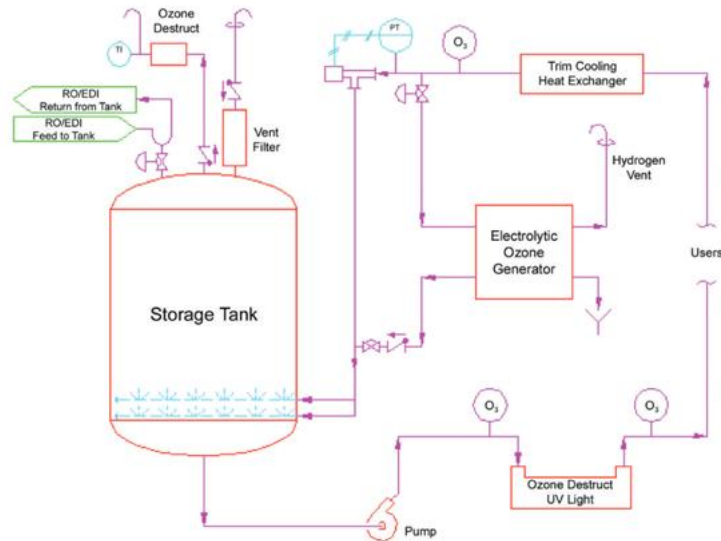 Ozone
Destruct
TI
PT
O3
Trim Cooling
Heat Exchanger
RO/EDI
Return from Tank
RO/EDI
Feed to Tank
Vent
Filter
Hydrogen
Vent
Electrolytic
Ozone
Generator
Users
Storage Tank
O3
O3
Ozone Destruct
UV Light
Pump